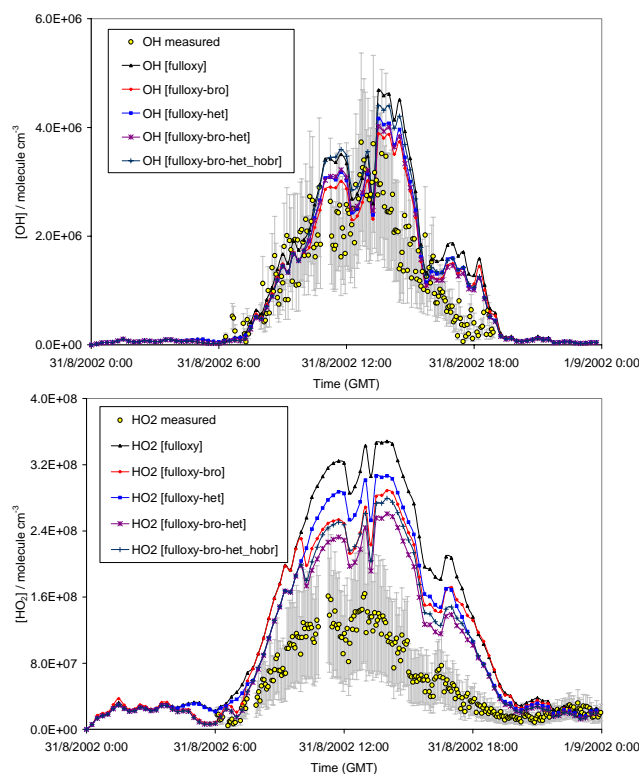 6.0E+06
4.0E+06
2.0E+06
0.0E+00
[OH] / molecule cm-3
OH measured
OH [fulloxy]
OH [fulloxy-bro]
OH [fulloxy-het]
OH [fulloxy-bro-het]
OH [fulloxy-bro-het_hobr]
31/8/2002 0:00
31/8/2002 6:00
31/8/2002 12:00
31/8/2002 18:00
1/9/2002 0:00
Time (GMT)
4.0E+08
3.2E+08
2.4E+08
1.6E+08
8.0E+07
0.0E+00
[HO2] / molecule cm-3
HO2 measured
HO2 [fulloxy]
HO2 [fulloxy-bro]
HO2 [fulloxy-het]
HO2 [fulloxy-bro-het]
HO2 [fulloxy-bro-het_hobr]
31/8/2002 0:00
31/8/2002 6:00
31/8/2002 12:00
31/8/2002 18:00
1/9/2002 0:00
Time (GMT)